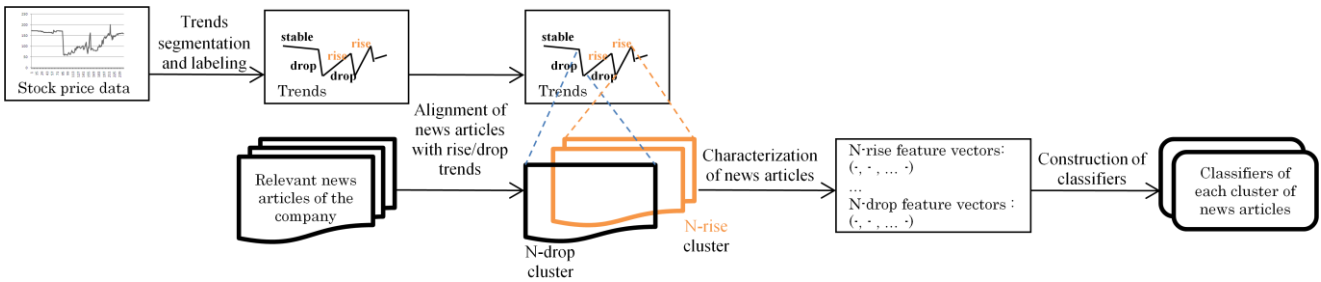 Stock price data
Trends
segmentation
and labeling
stable
rise
rise
drop
drop
Trends
stable
rise
rise
drop
drop
Trends
Relevant news
articles of the
company
Alignment of
news articles
with rise/drop
trends
N-drop
cluster
N-rise
cluster
Characterization
of news articles
N-rise feature vectors:
(-, - , ... -)
...
N-drop feature vectors :
(-, - , ... -)
Construction of
classifiers
Classifiers of
each cluster of
news articles